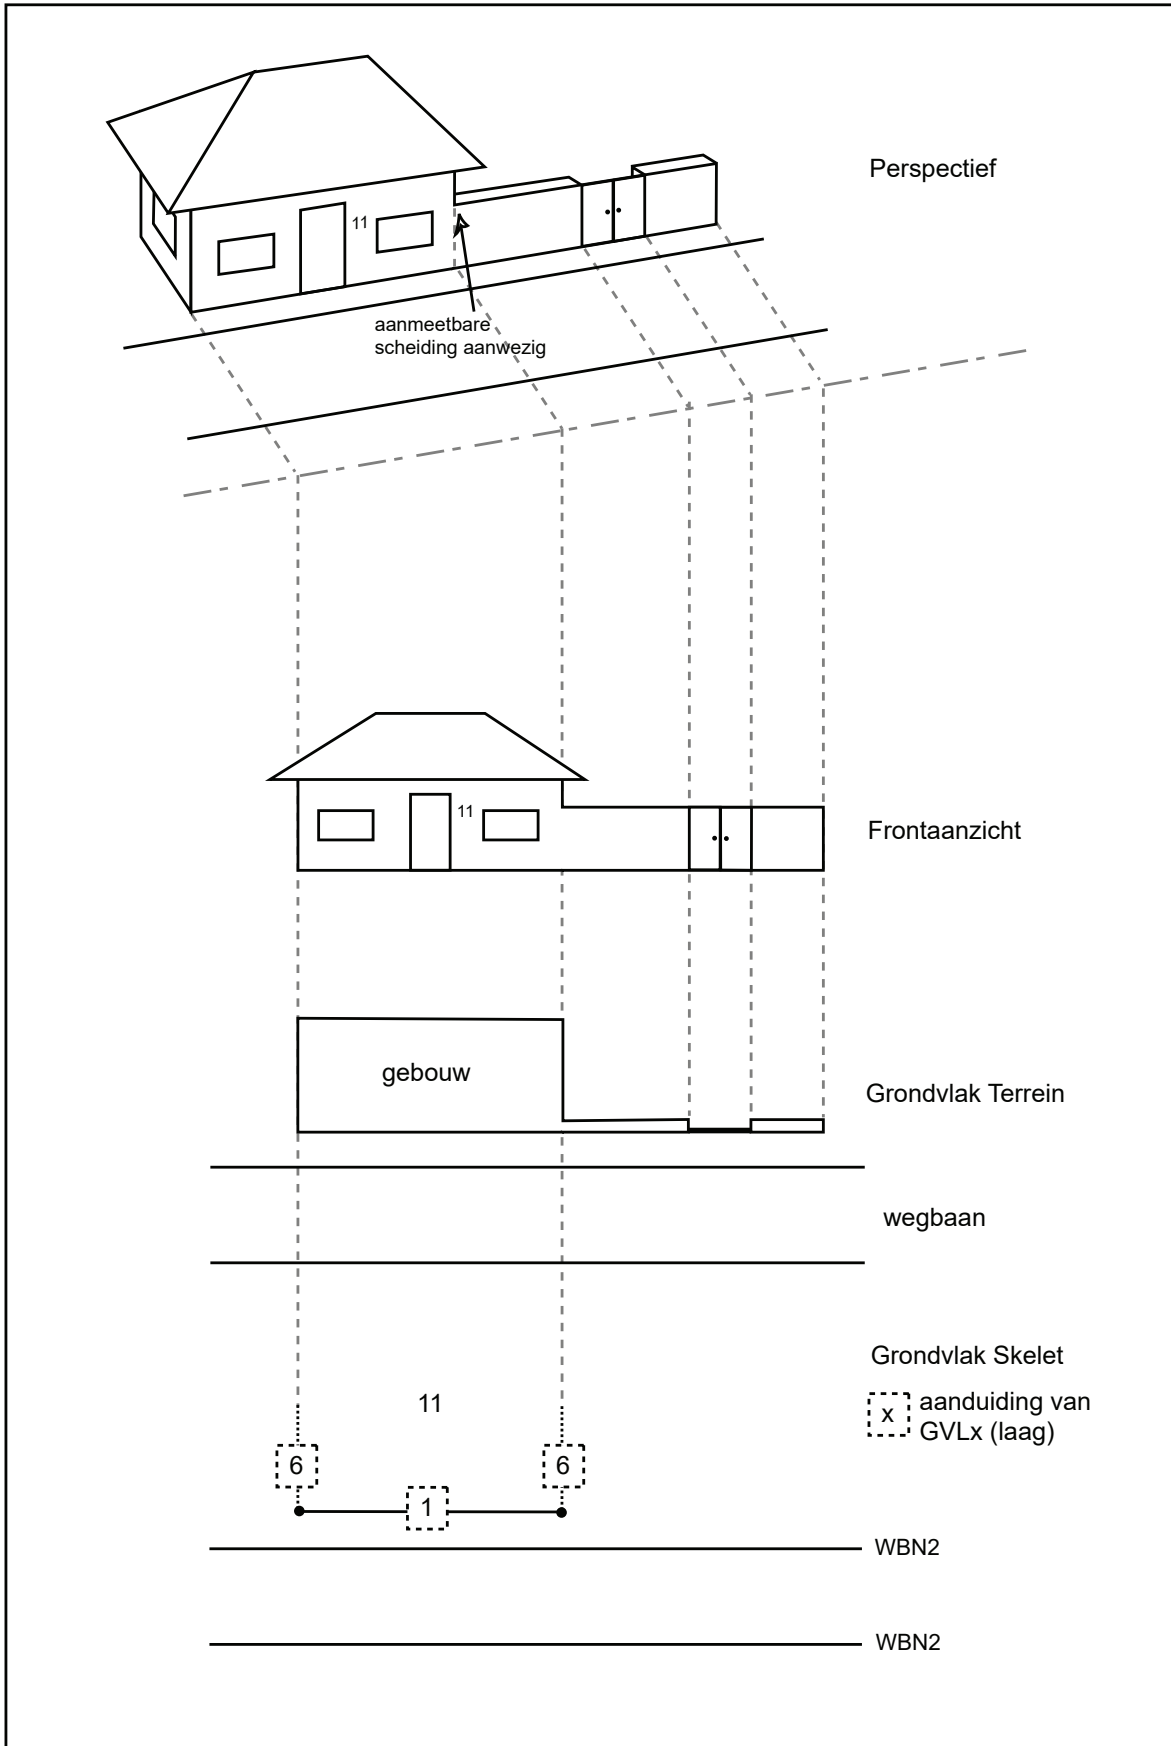 Perspectief
11
aanmeetbare
scheiding aanwezig
11
Frontaanzicht
gebouw
Grondvlak Terrein
wegbaan
Grondvlak Skelet
11
x
aanduiding van
GVLx (laag)
6
6
1
WBN2
WBN2